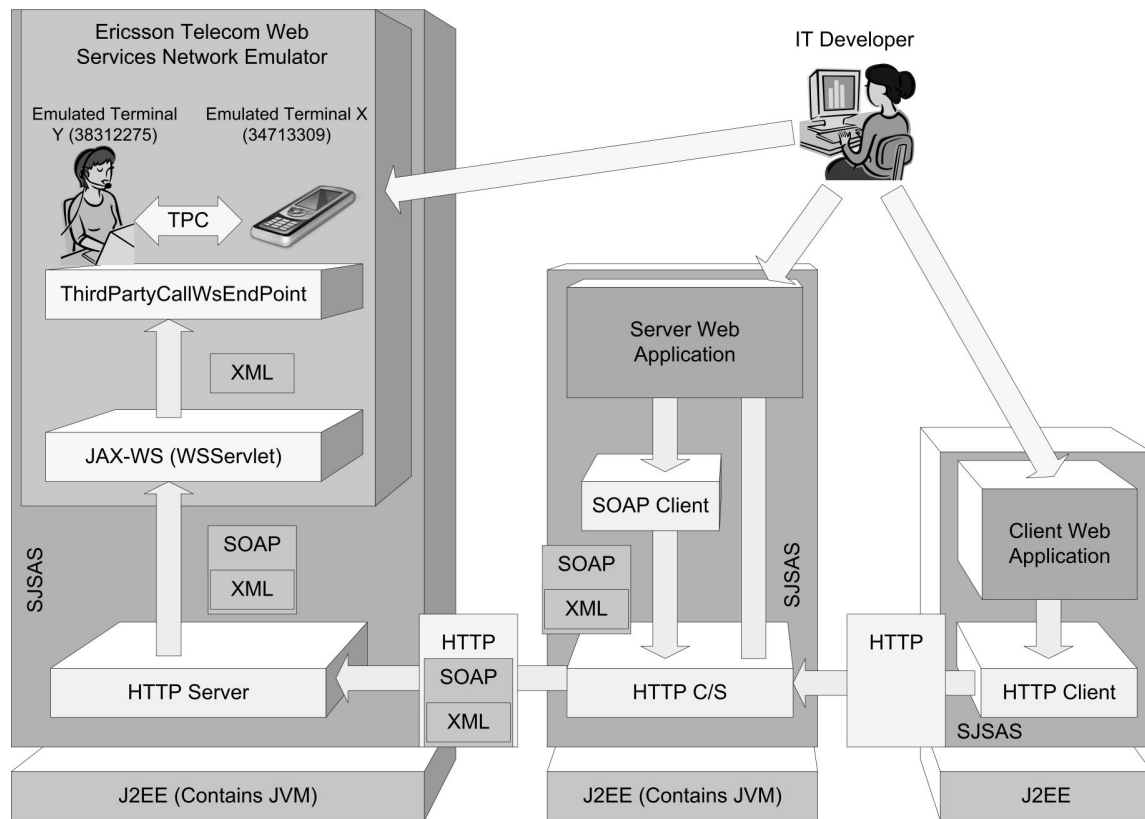 Ericsson Telecom Web
Services Network Emulator
IT Developer
Emulated Terminal
Y (38312275)
Emulated Terminal X
(34713309)
TPC
ThirdPartyCallWsEndPoint
XML
JAX-WS (WSServlet)
SOAP
XML
SJSAS
HTTP Server
J2EE (Contains JVM)
HTTP
SOAP
XML
Server Web
Application
SOAP Client
SOAP
XML
SJSAS
HTTP C/S
J2EE (Contains JVM)
HTTP
Client Web
Application
HTTP Client
SJSAS
J2EE